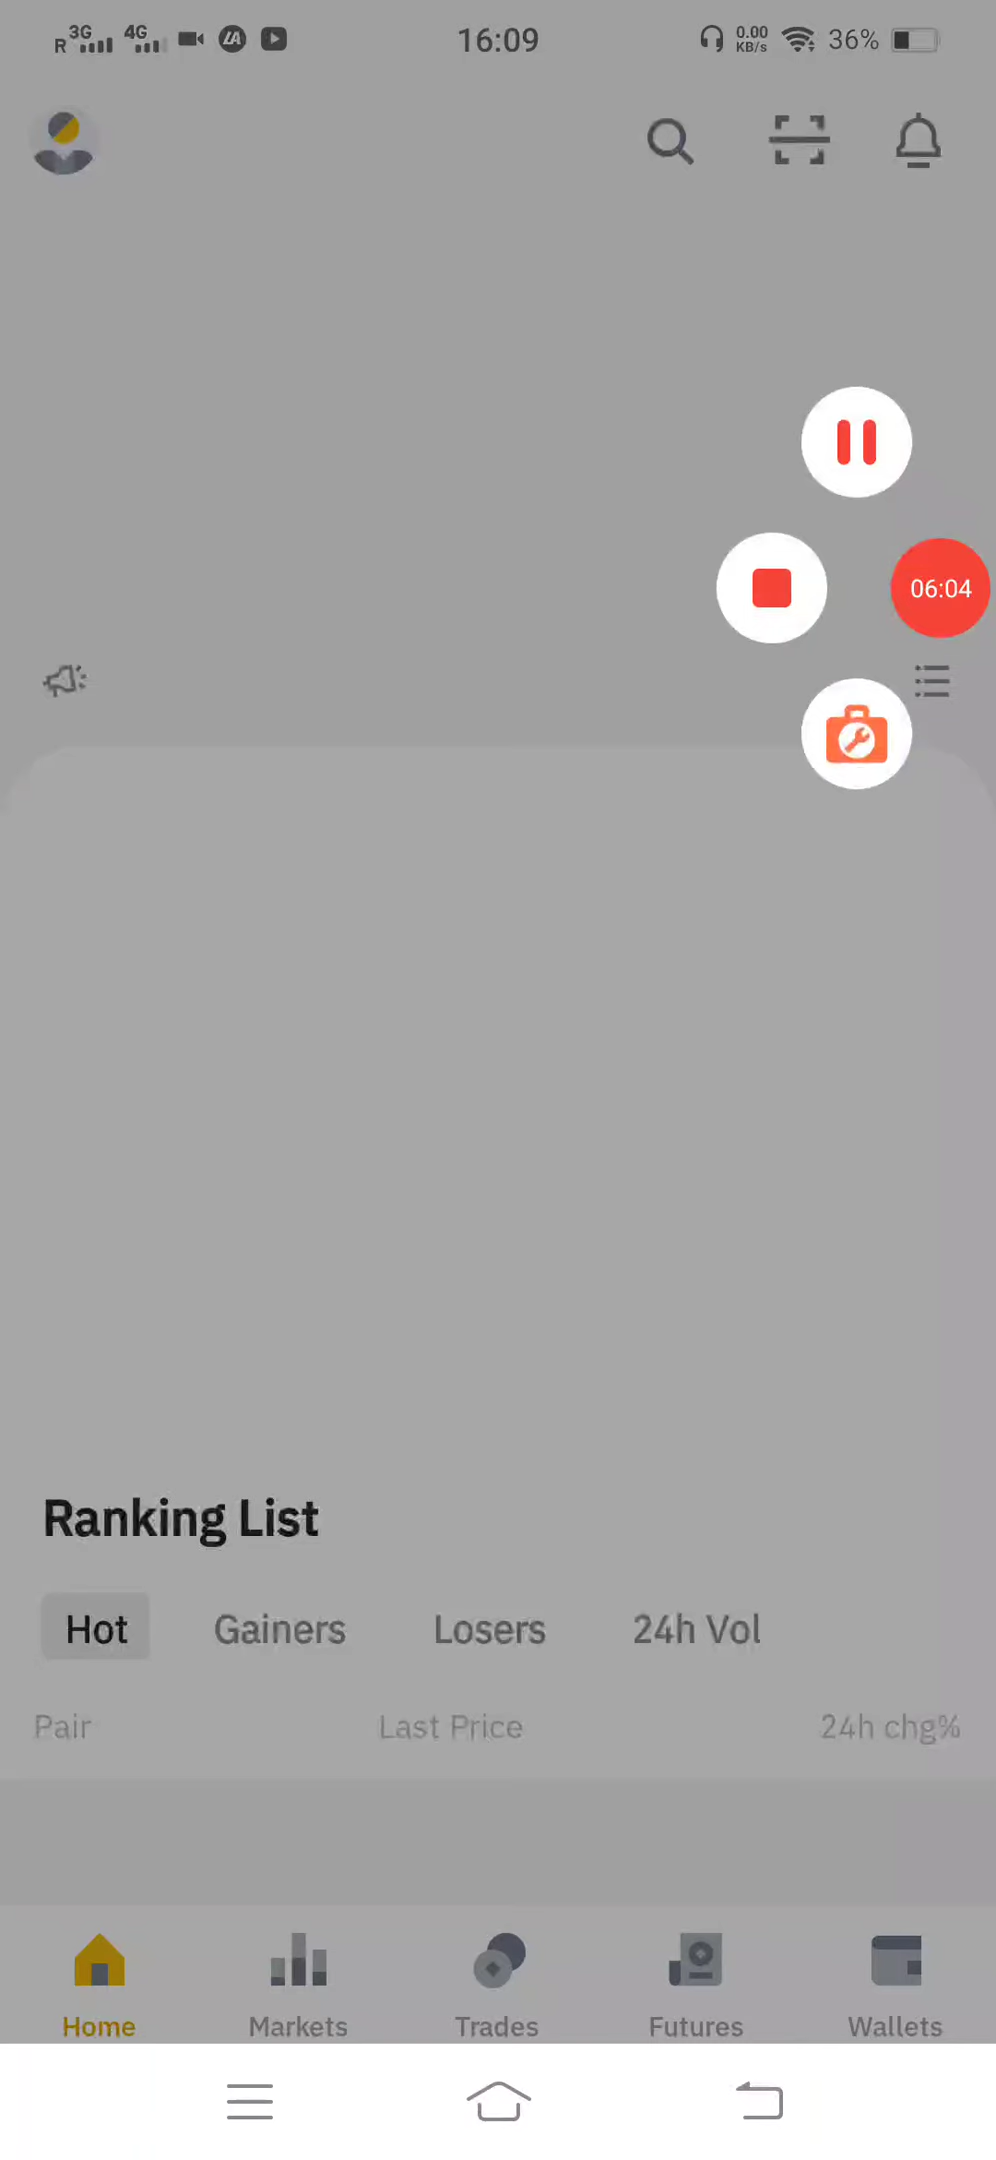 R 3G 4G 16:09 0.00 KB/s 36%
06:04
Ranking List
Hot Gainers Losers 24h Vol
Pair Last Price 24h chg%
Home Markets Trades Futures Wallets